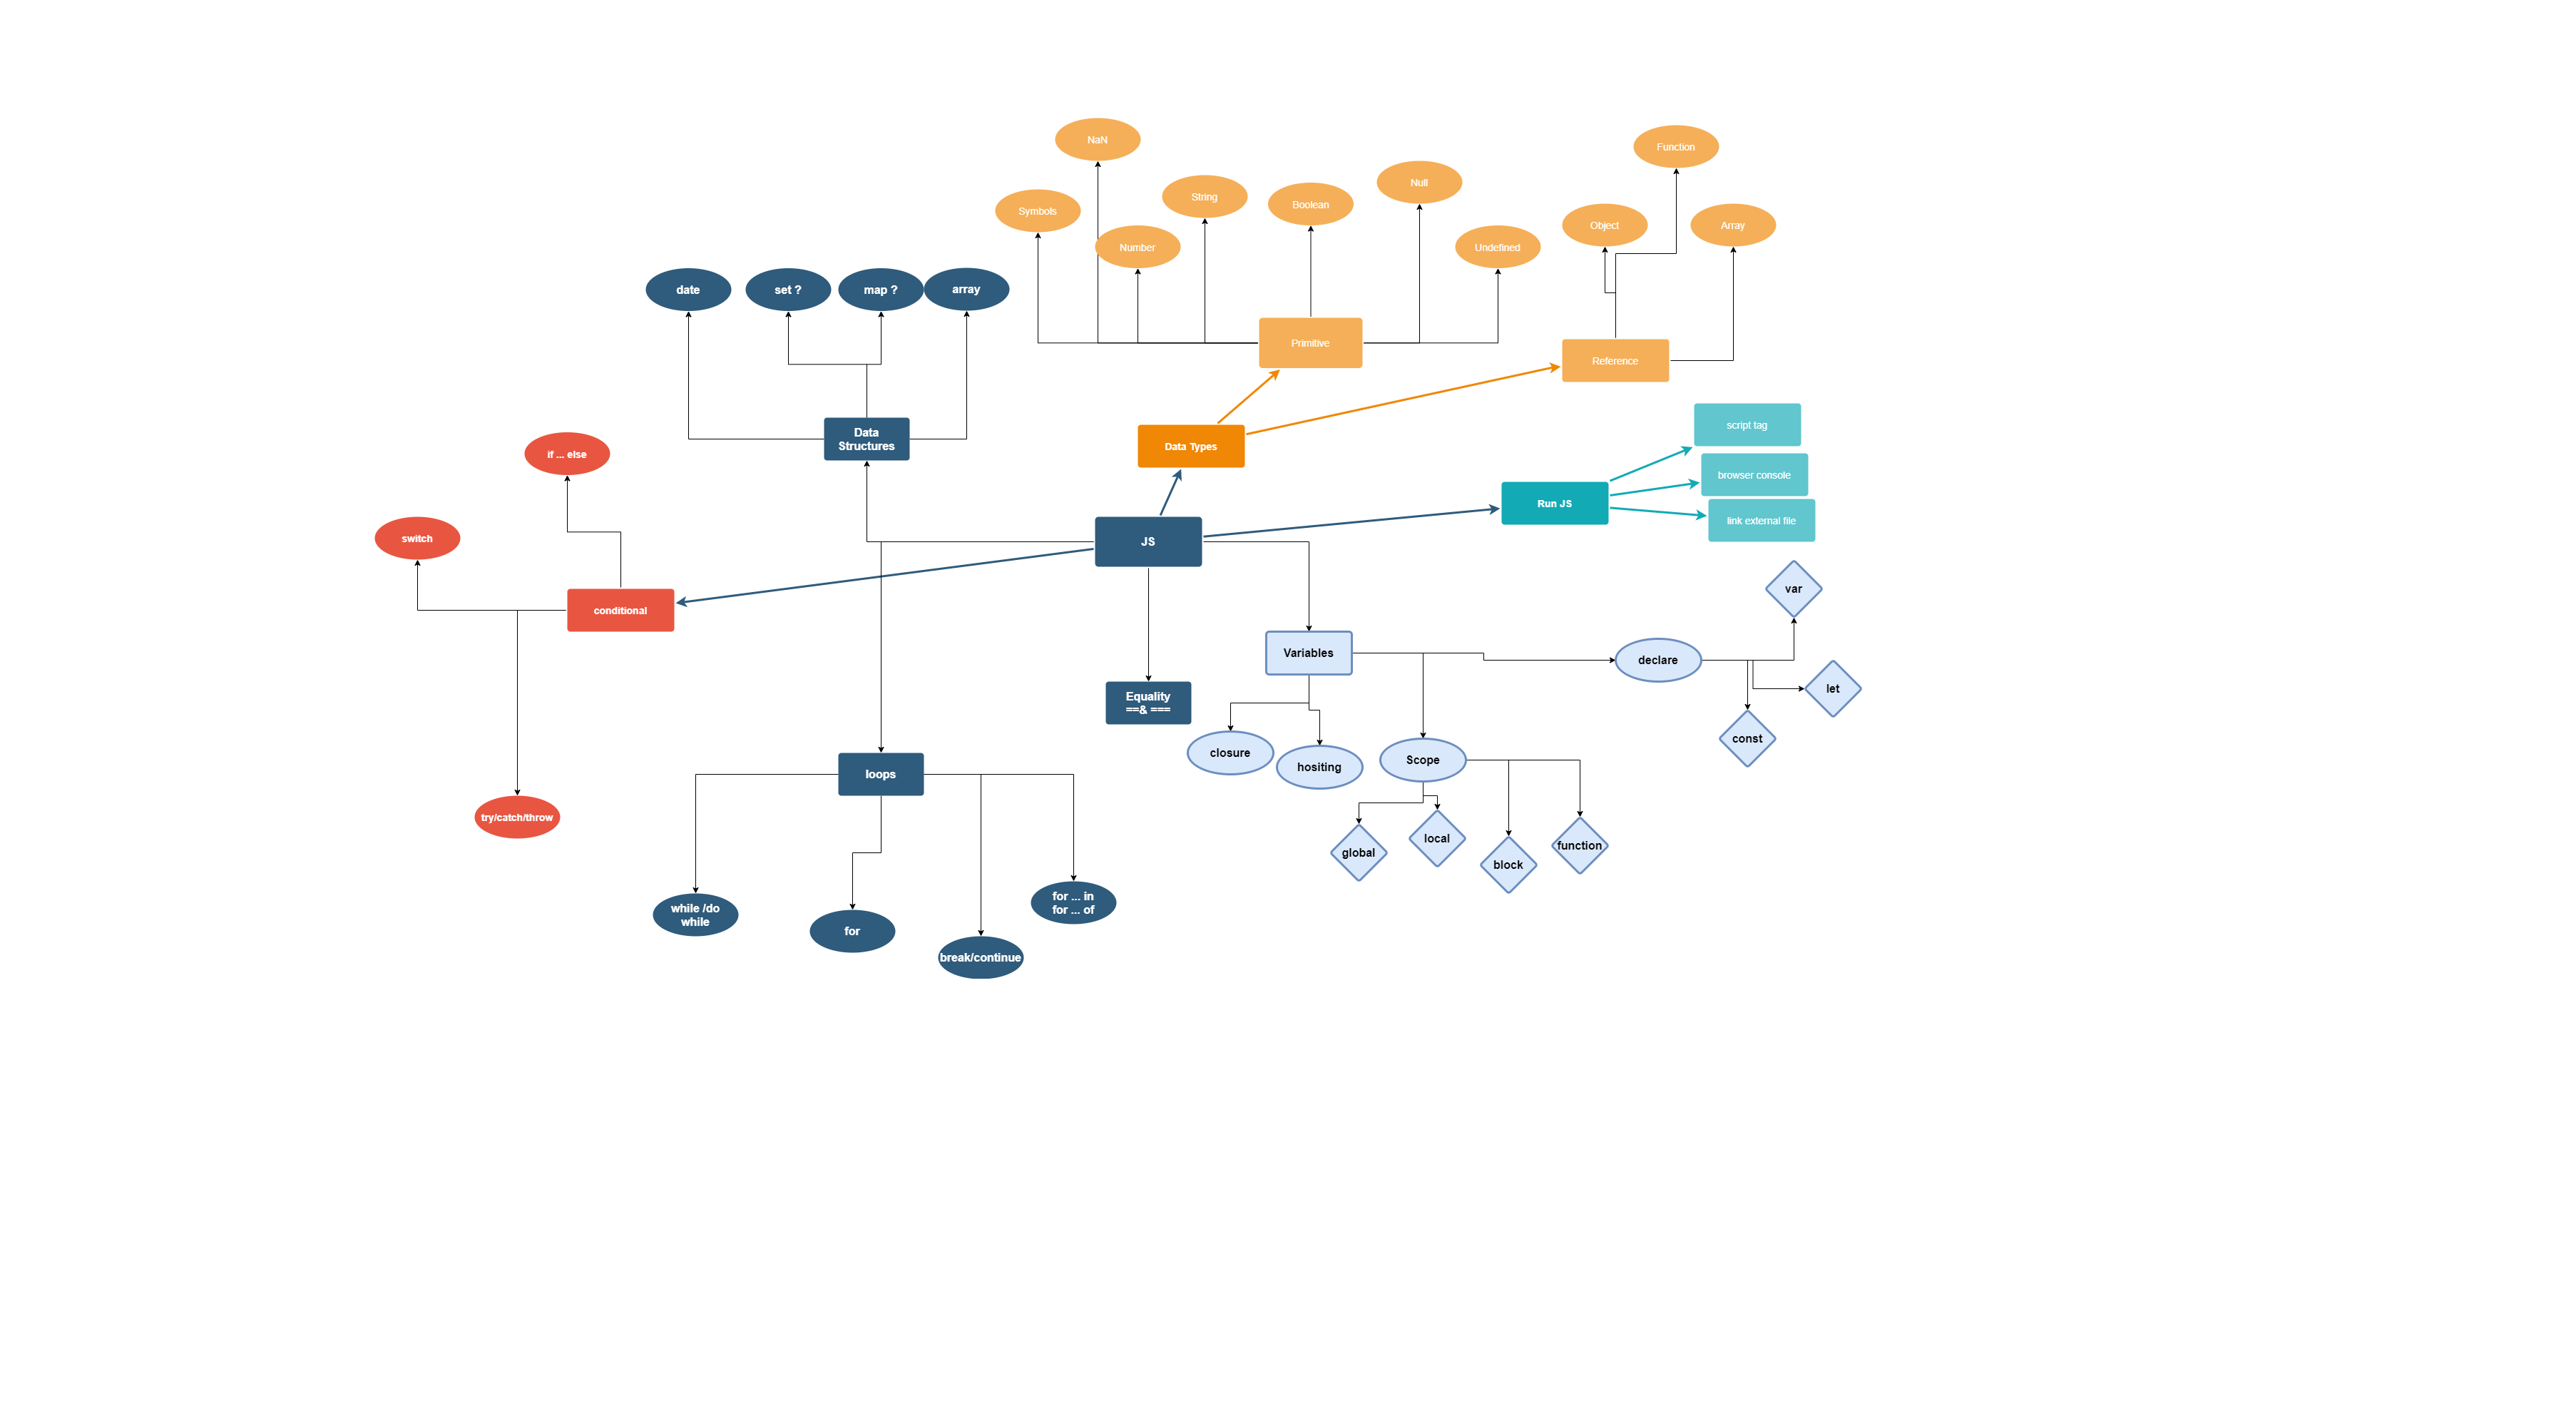 NaN
Function
Null
String
Boolean
Symbols
Object
Array
Number
Undefined
date
set ?
map ?
array
Primitive
Reference
script tag
Data
Structures
Data Types
if ... else
browser console
Run JS
link external file
switch
JS
var
conditional
Variables
declare
let
Equality
==& ===
const
closure
hositing
Scope
loops
try/catch/throw
local
function
global
block
for ... in
for ... of
while /do
while
for
break/continue